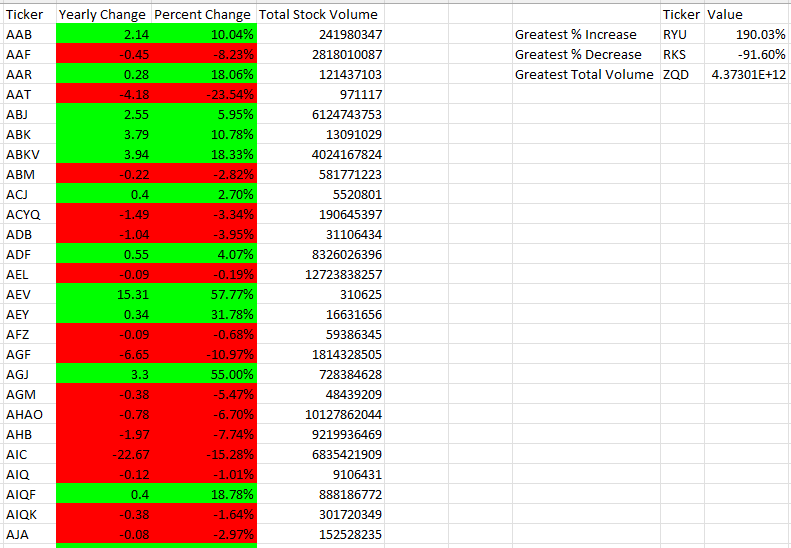 Ticker Yearly Change Percent Change Total Stock Volume Ticker Value
AAB 2.14 10.04% 241980347 Greatest % Increase RYU 190.03%
AAF -0.45 -8.23% 2818010087 Greatest % Decrease RKS -91.60%
AAR 0.28 18.06% 121437103 Greatest Total Volume ZQD 4.37301E+12
AAT -4.18 -23.54% 971117
ABJ 2.55 5.95% 6124743753
ABK 3.79 10.78% 13091029
ABKV 3.94 18.33% 4024167824
ABM -0.22 -2.82% 581771223
ACJ 0.4 2.70% 5520801
ACYQ -1.49 -3.34% 190645397
ADB -1.04 -3.95% 31106434
ADF 0.55 4.07% 8326026396
AEL -0.09 -0.19% 12723838257
AEV 15.31 57.77% 310625
AEY 0.34 31.78% 16631656
AFZ -0.09 -0.68% 59386345
AGF -6.65 -10.97% 1814328505
AGJ 3.3 55.00% 728384628
AGM -0.38 -5.47% 48439209
AHAO -0.78 -6.70% 10127862044
AHB -1.97 -7.74% 9219936469
AIC -22.67 -15.28% 6835421909
AIQ -0.12 -1.01% 9106431
AIQF 0.4 18.78% 888186772
AIQK -0.38 -1.64% 301720349
AJA -0.08 -2.97% 152528235